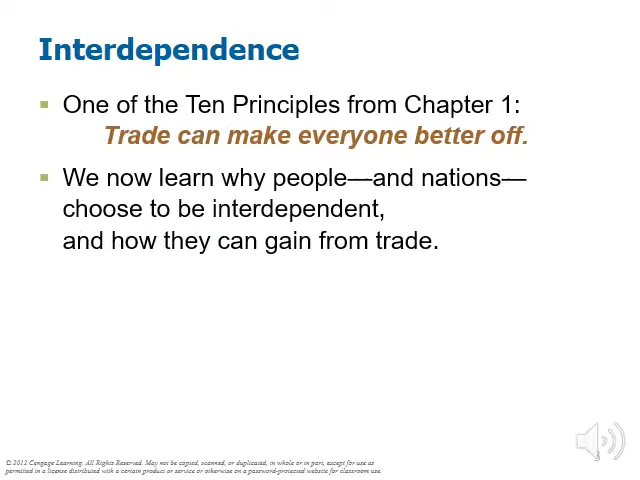 Interdependence
One of the Ten Principles from Chapter 1:
Trade can make everyone better off.
We now learn why people—and nations—
choose to be interdependent,
and how they can gain from trade.
© 2012 Cengage Learning. All Rights Reserved. May not be copied, scanned, or duplicated, in whole or in part, except for use as
permitted in a license distributed with a certain product or service or otherwise on a password-protected website for classroom use.
3